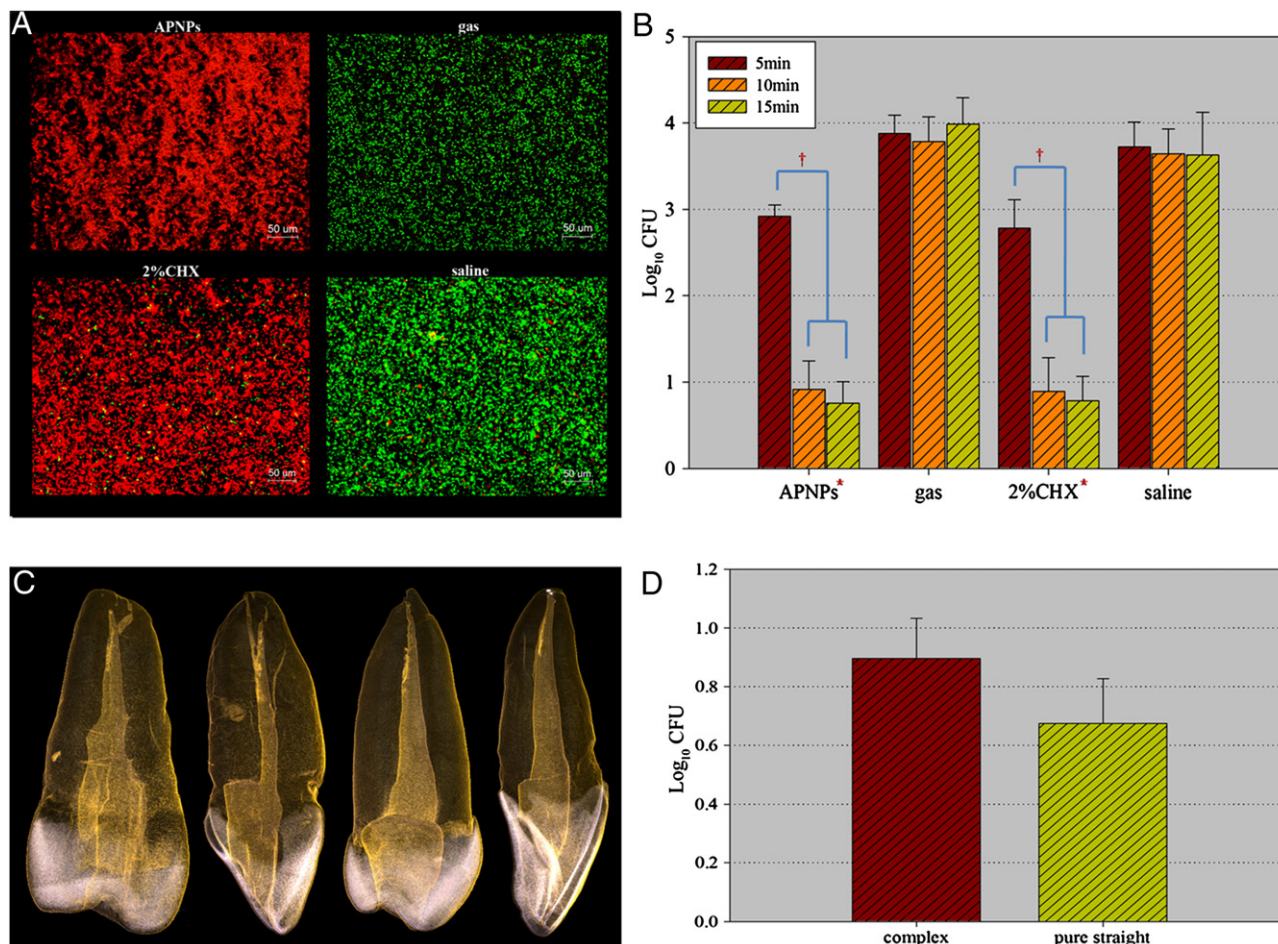 A
APNPs
gas
50 um
50 um
2%CHX
saline
50 um
50 um
B
5
4
3
2
1
0
Log10 CFU
5min
10min
15min
†
†
APNPs*
gas
2%CHX*
saline
C
D
1.2
1.0
0.8
0.6
0.4
0.2
0.0
Log10 CFU
complex
pure straight